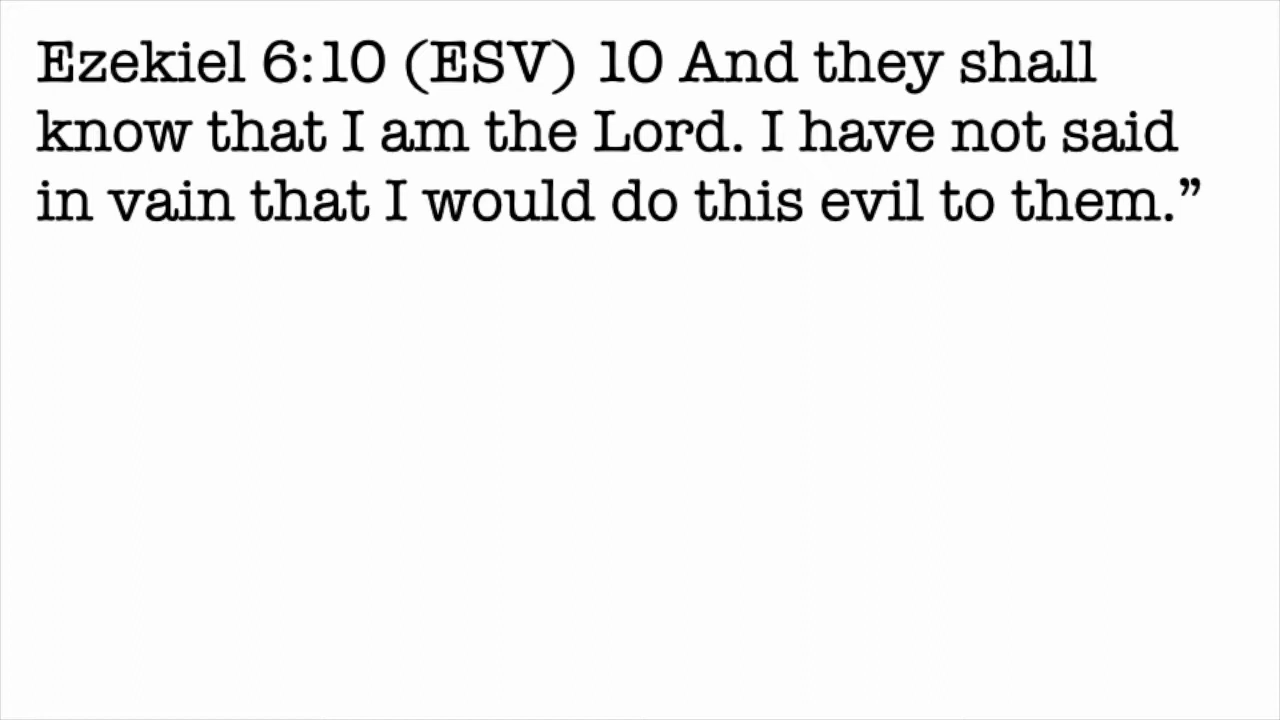 Ezekiel 6:10 (ESV) 10 And they shall
know that I am the Lord. I have not said
in vain that I would do this evil to them.”